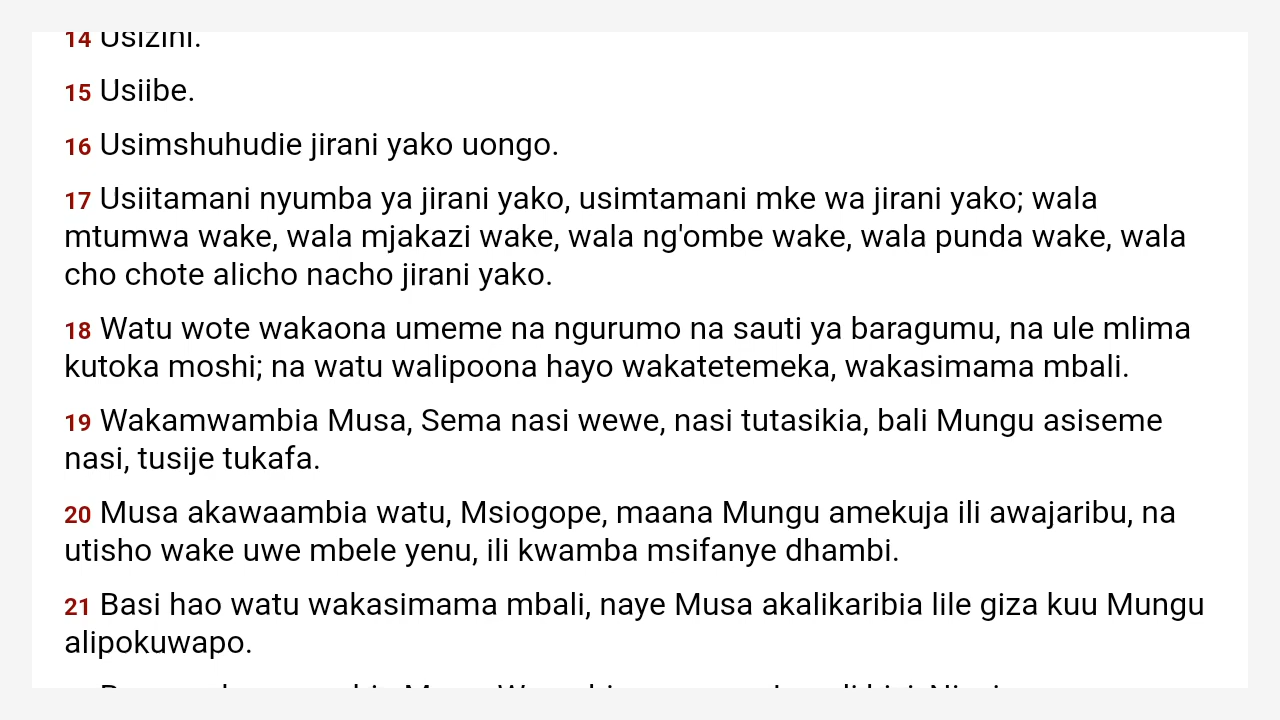 14 Usizini.
15 Usiibe.
16 Usimshuhudie jirani yako uongo.
17 Usiitamani nyumba ya jirani yako, usimtamani mke wa jirani yako; wala
mtumwa wake, wala mjakazi wake, wala ng'ombe wake, wala punda wake, wala
cho chote alicho nacho jirani yako.
18 Watu wote wakaona umeme na ngurumo na sauti ya baragumu, na ule mlima
kutoka moshi; na watu walipoona hayo wakatetemeka, wakasimama mbali.
19 Wakamwambia Musa, Sema nasi wewe, nasi tutasikia, bali Mungu asiseme
nasi, tusije tukafa.
20 Musa akawaambia watu, Msiogope, maana Mungu amekuja ili awajaribu, na
utisho wake uwe mbele yenu, ili kwamba msifanye dhambi.
21 Basi hao watu wakasimama mbali, naye Musa akalikaribia lile giza kuu Mungu
alipokuwapo.